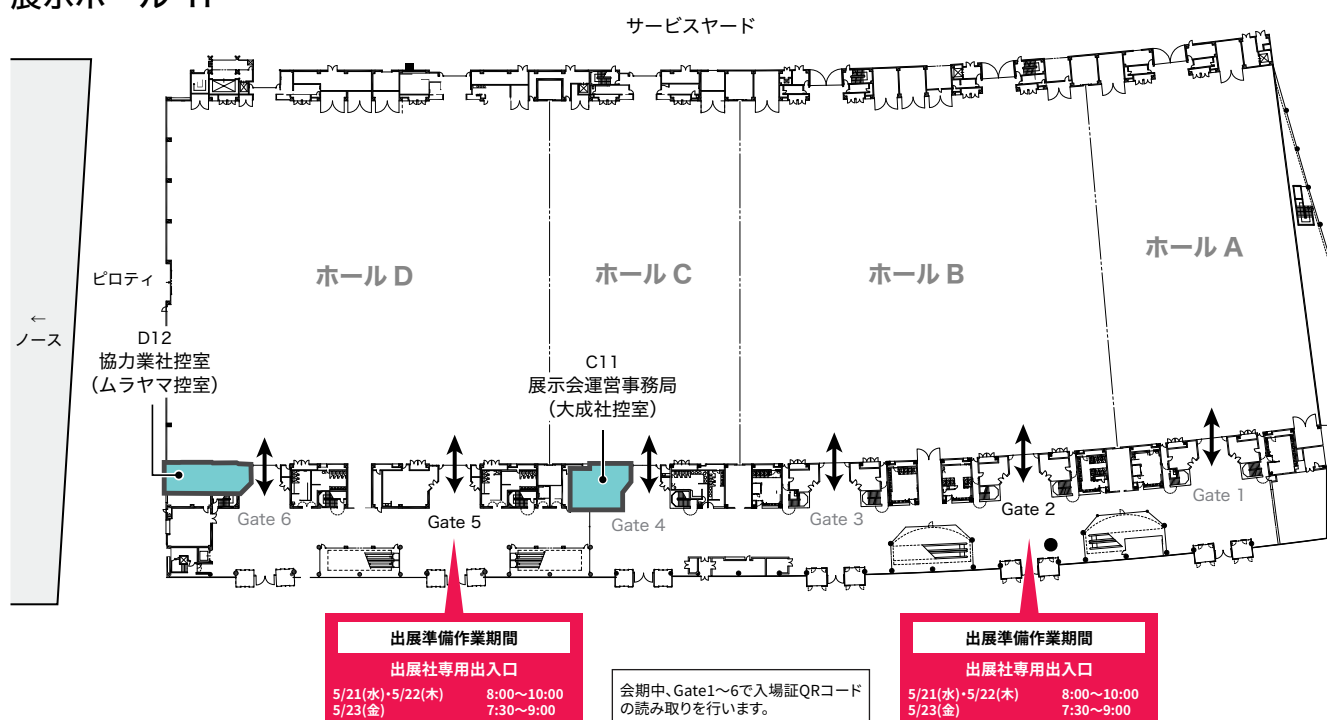 展示ホール 1F
サービスヤード
ホール D
ホール C
ホール B
ホール A
ピロティ
←
ノース
D12
協力業社控室
（ムラヤマ控室）
C11
展示会運営事務局
（大成社控室）
Gate 6
Gate 5
Gate 4
Gate 3
Gate 2
Gate 1
出展準備作業期間
出展社専用出入口
5/21(水)・5/22(木) 8:00〜10:00
5/23(金) 7:30〜9:00
会期中、Gate1〜6で入場証QRコード
の読み取りを行います。
出展準備作業期間
出展社専用出入口
5/21(水)・5/22(木) 8:00〜10:00
5/23(金) 7:30〜9:00